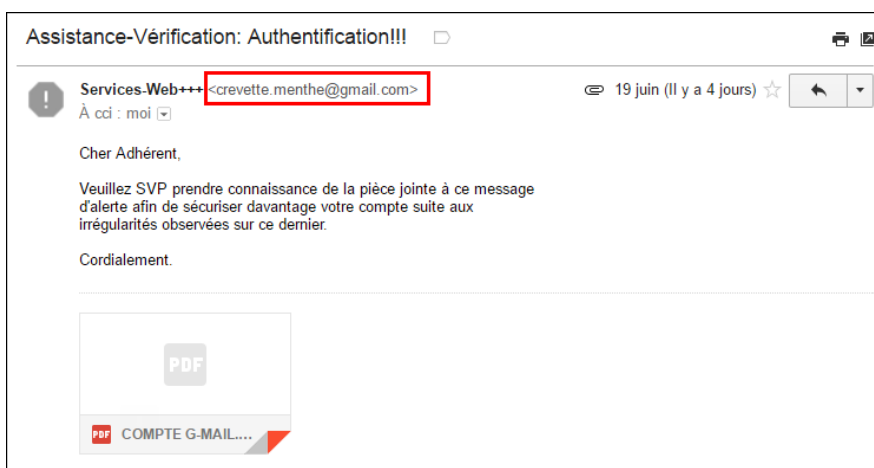 Assistance-Vérification: Authentification!!!
Services-Web+++ <crevette.menthe@gmail.com>
19 juin (Il y a 4 jours)
À cci : moi
Cher Adhérent,
Veuillez SVP prendre connaissance de la pièce jointe à ce message
d'alerte afin de sécuriser davantage votre compte suite aux
irrégularités observées sur ce dernier.
Cordialement.
PDF
PDF COMPTE G-MAIL....